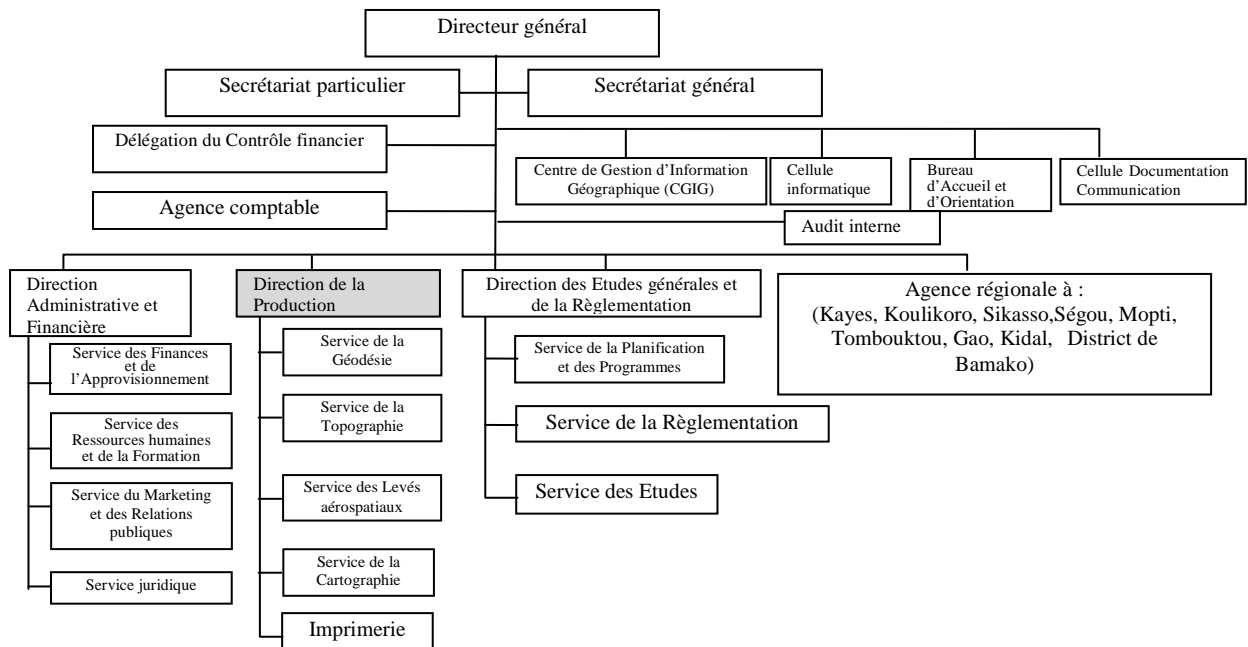 Directeur général
Secrétariat particulier
Secrétariat général
Délégation du Contrôle financier
Centre de Gestion d’Information
Géographique (CGIG)
Cellule
informatique
Bureau
d’Accueil et
d’Orientation
Cellule Documentation
Communication
Agence comptable
Audit interne
Direction
Administrative et
Financière
Service des Finances
et de
l’Approvisionnement
Service des
Ressources humaines
et de la Formation
Service du Marketing
et des Relations
publiques
Service juridique
Direction de la
Production
Service de la
Géodésie
Service de la
Topographie
Service des Levés
aérospatiaux
Service de la
Cartographie
Imprimerie
Direction des Etudes générales et
de la Règlementation
Service de la Planification
et des Programmes
Service de la Règlementation
Service des Etudes
Agence régionale à :
(Kayes, Koulikoro, Sikasso,Ségou, Mopti,
Tombouktou, Gao, Kidal, District de
Bamako)